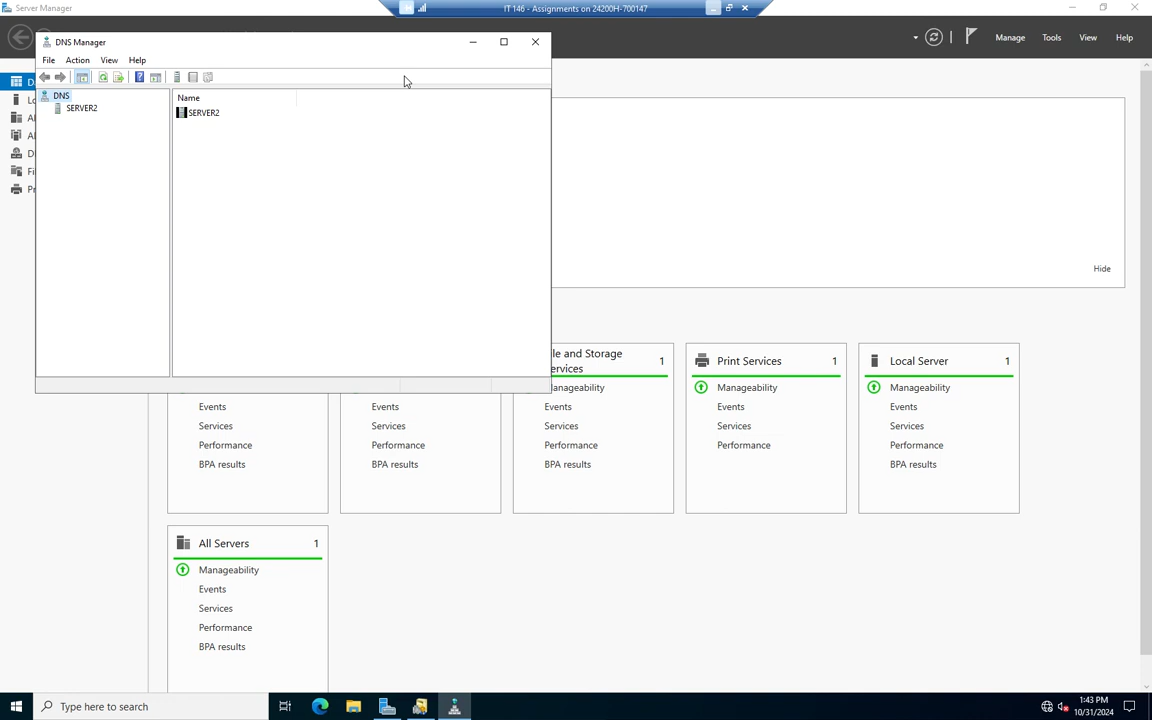 Server Manager
IT 146 - Assignments on 24200H-700147
Manage Tools View Help
DNS Manager
File Action View Help
DNS
SERVER2
Name
SERVER2
Hide
File and Storage
Services 1
Manageability
Events
Services
Performance
BPA results
Print Services 1
Manageability
Events
Services
Performance
Local Server 1
Manageability
Events
Services
Performance
BPA results
Events
Services
Performance
BPA results
Events
Services
Performance
BPA results
All Servers 1
Manageability
Events
Services
Performance
BPA results
Type here to search
1:43 PM
10/31/2024